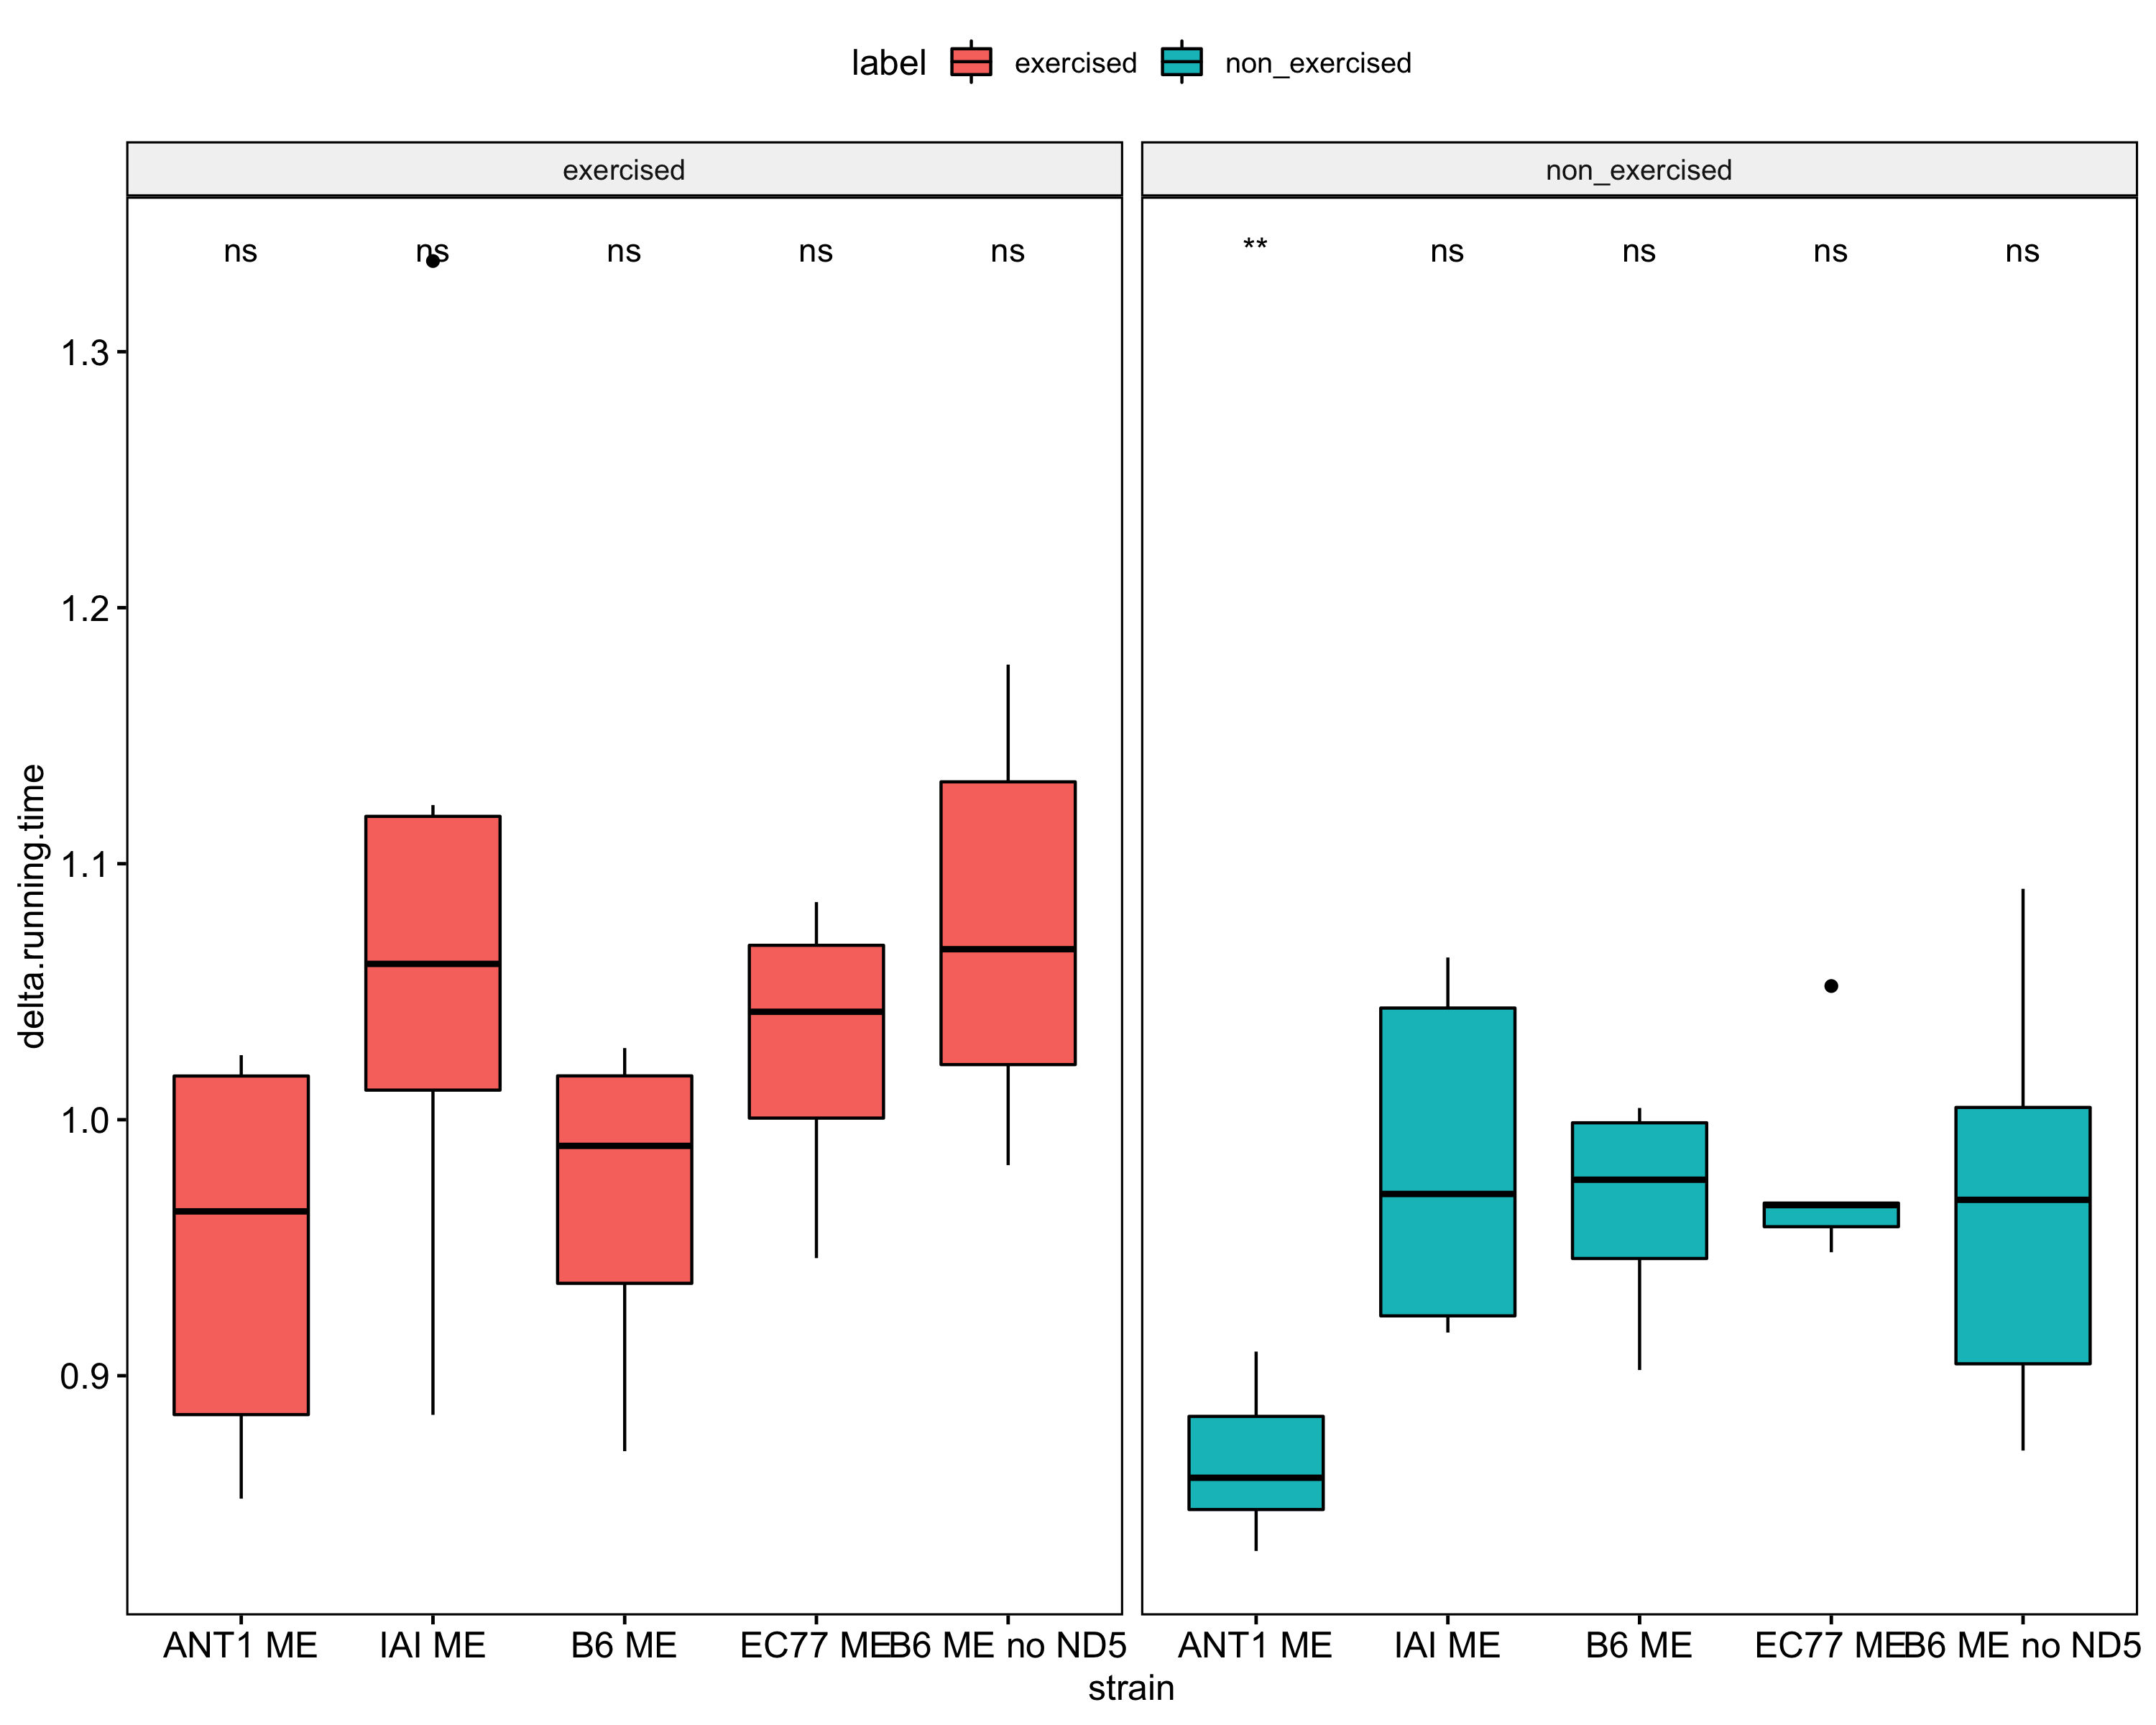 label exercised non_exercised
exercised non_exercised
ns ns ns ns ns ** ns ns ns ns
1.3
1.2
1.1
1.0
0.9
delta.running.time
ANT1 ME IAI ME B6 ME EC77 ME B6 ME no ND5 ANT1 ME IAI ME B6 ME EC77 ME B6 ME no ND5
strain